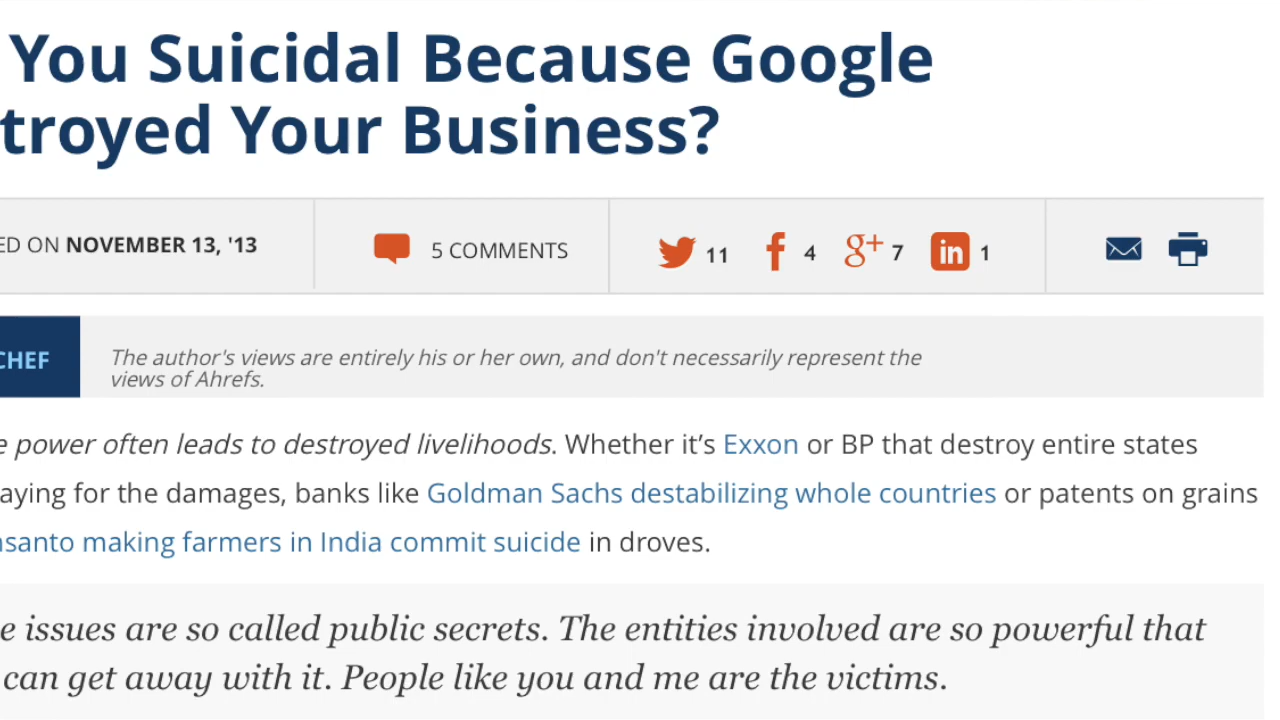 You Suicidal Because Google
troyed Your Business?
ED ON NOVEMBER 13, '13
5 COMMENTS
11
4
7
1
CHEF
The author's views are entirely his or her own, and don't necessarily represent the
views of Ahrefs.
e power often leads to destroyed livelihoods. Whether it’s Exxon or BP that destroy entire states
aying for the damages, banks like Goldman Sachs destabilizing whole countries or patents on grains
nsanto making farmers in India commit suicide in droves.
e issues are so called public secrets. The entities involved are so powerful that
can get away with it. People like you and me are the victims.